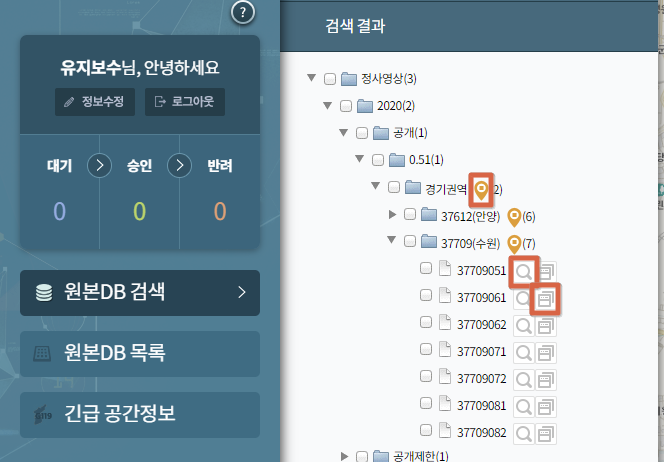 ?
유지보수님, 안녕하세요
정보수정 로그아웃
대기 승인 반려
0 0 0
원본DB 검색
원본DB 목록
119
긴급 공간정보
검색 결과
정사영상(3)
2020(2)
공개(1)
0.51(1)
경기권역 2)
37612(안양) (6)
37709(수원) (7)
37709051
37709061
37709062
37709071
37709072
37709081
37709082
공개제한(1)